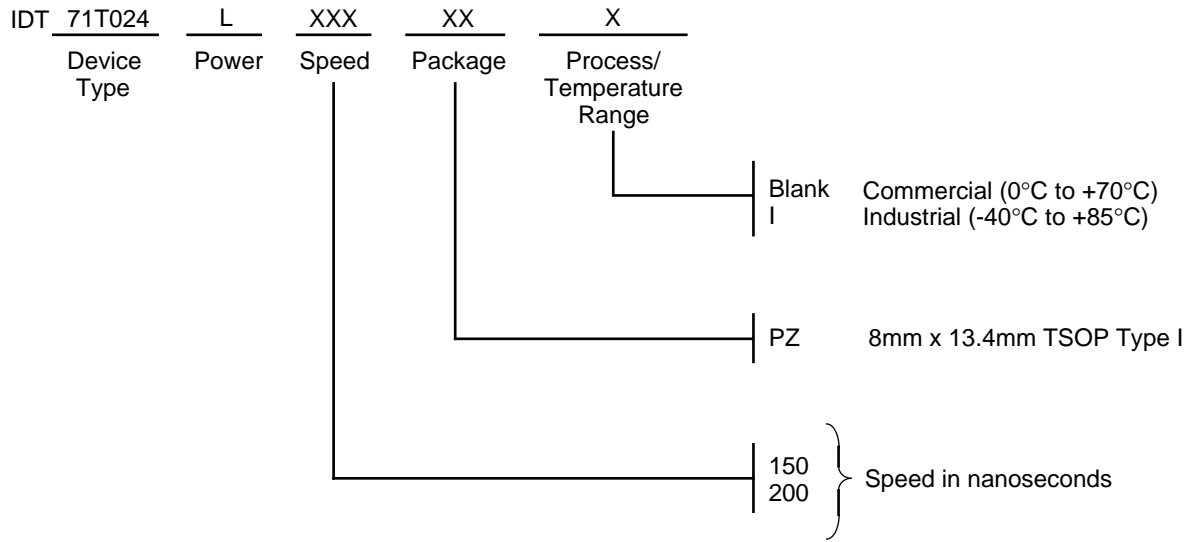 IDT 71T024 L XXX XX X
Device Type
Power
Speed
Package
Process/
Temperature
Range
Blank Commercial (0°C to +70°C)
I Industrial (-40°C to +85°C)
PZ 8mm x 13.4mm TSOP Type I
150
200
Speed in nanoseconds